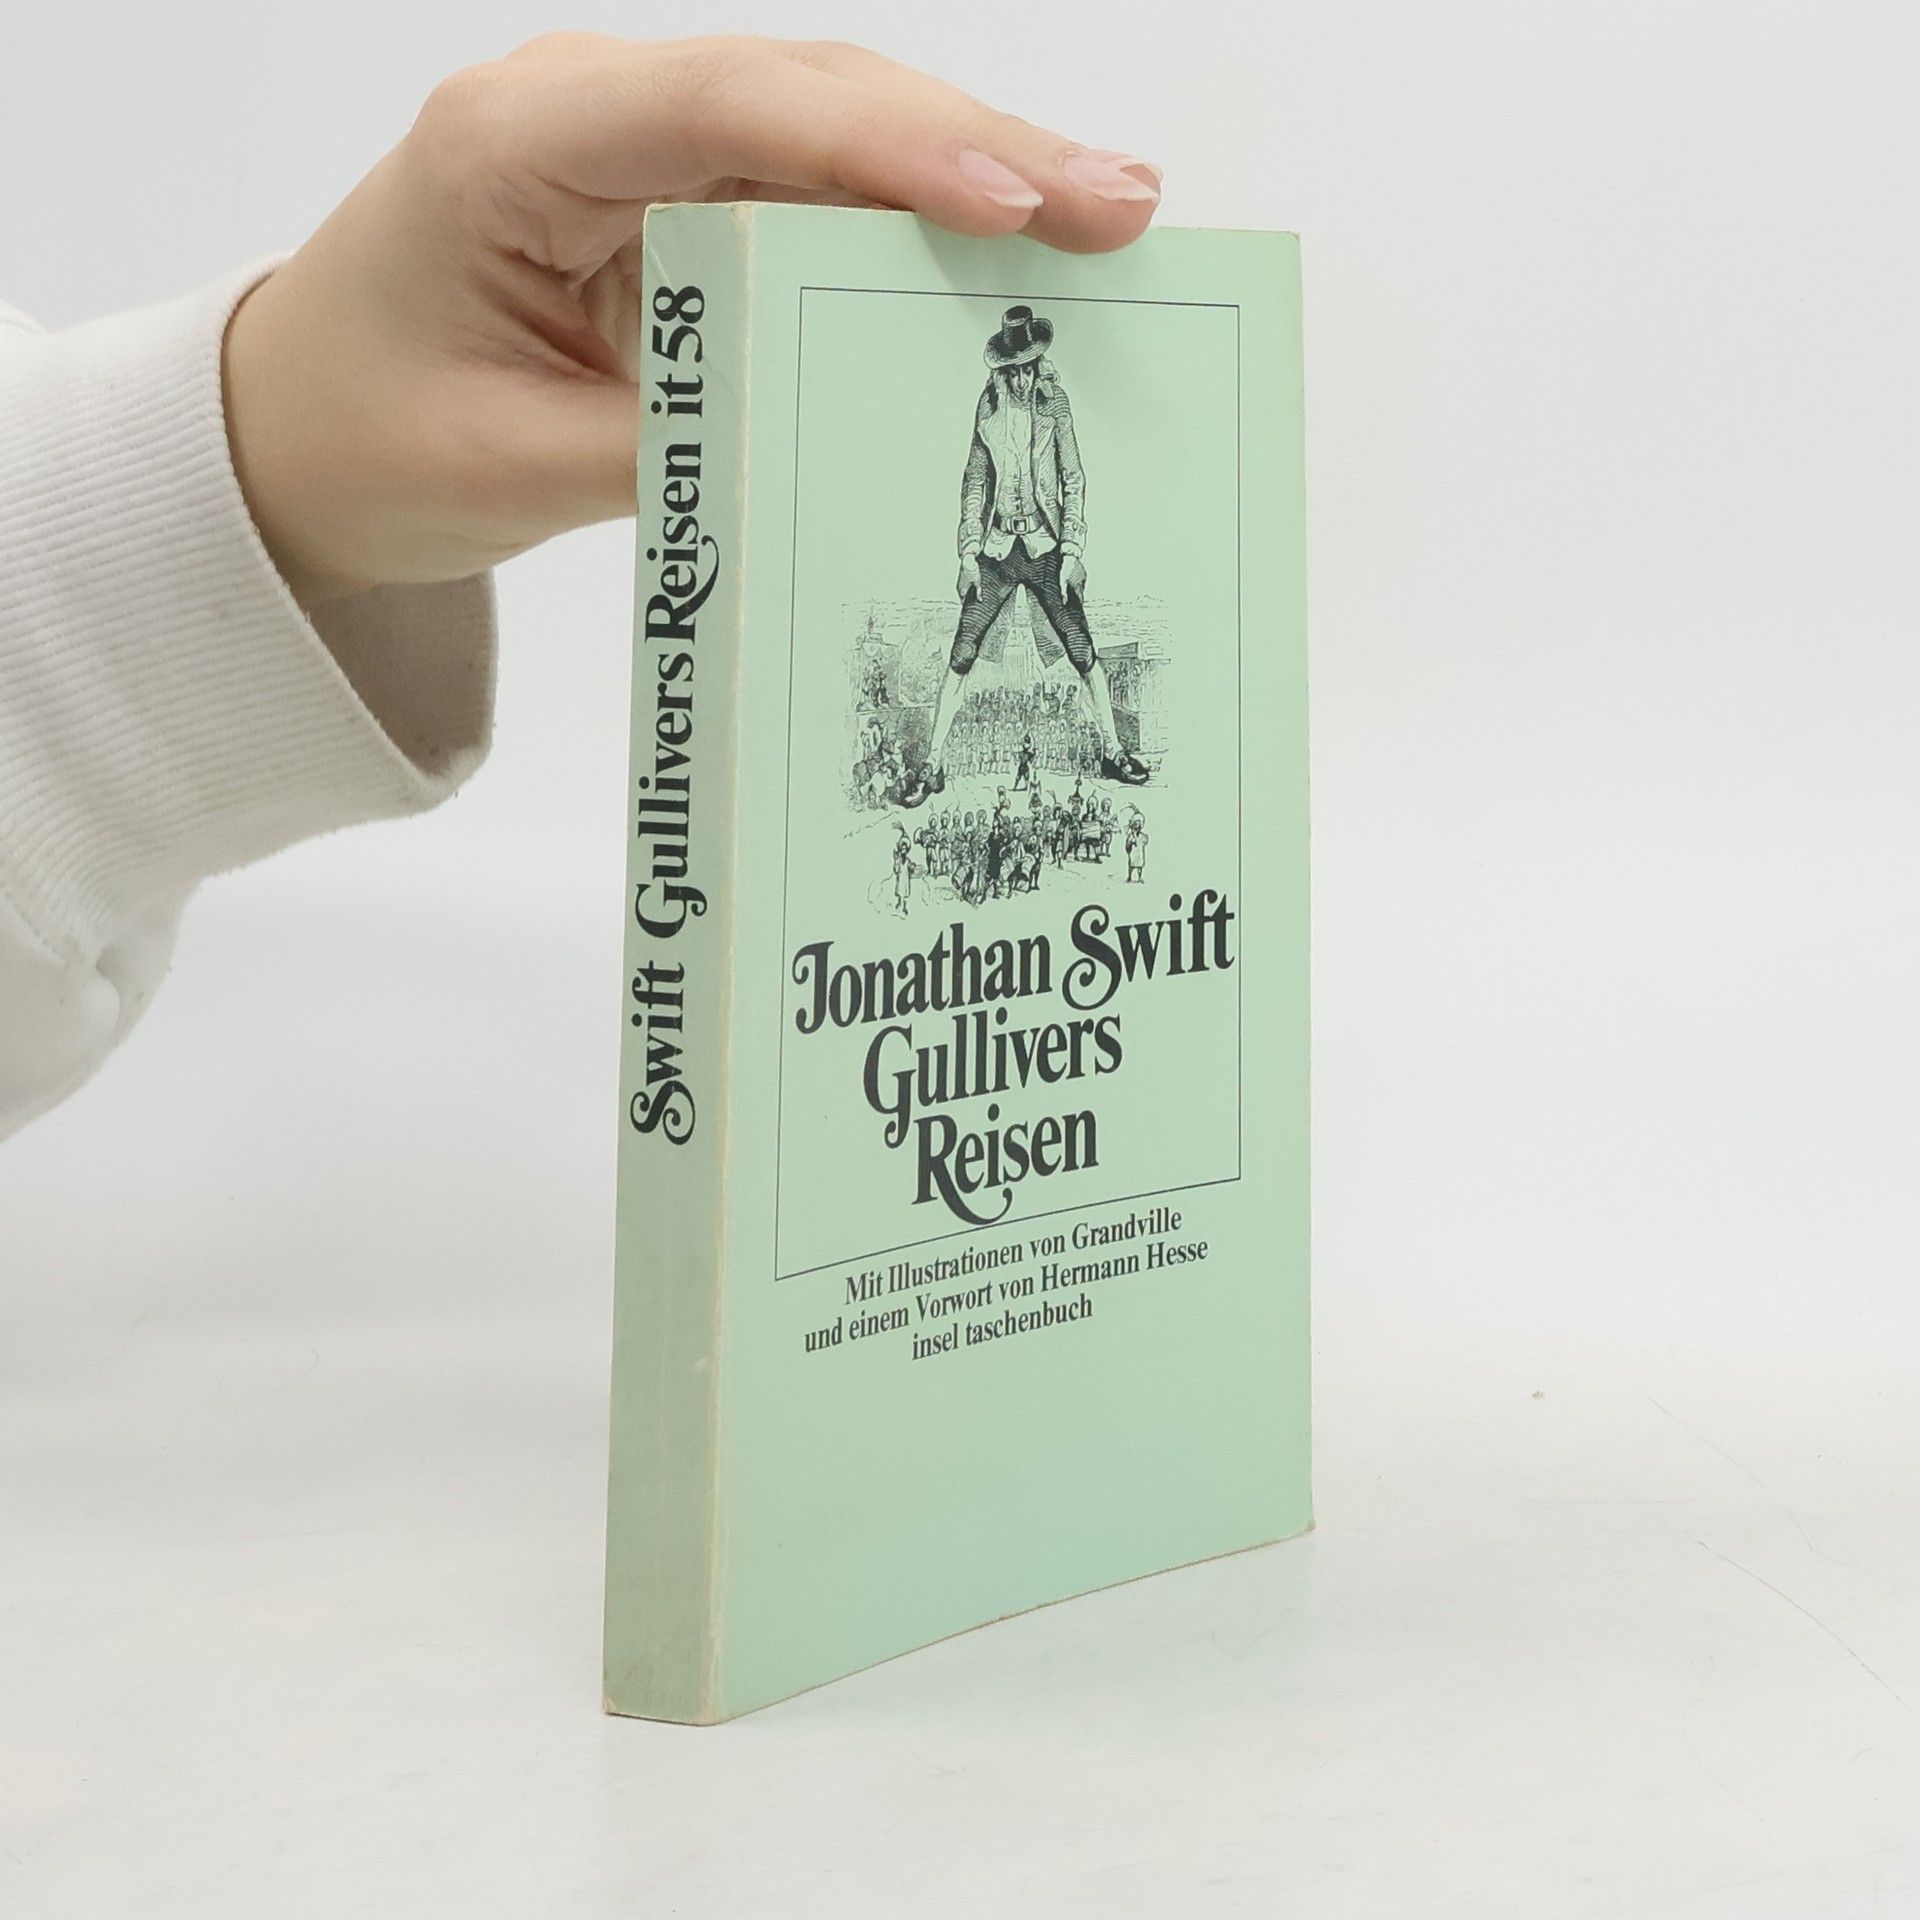 Swift Gullivers Reisen it 58
Jonathan Swift
Gullivers
Reisen
Mit Illustrationen von Grandville
und einem Vorwort von Hermann Hesse
insel taschenbuch